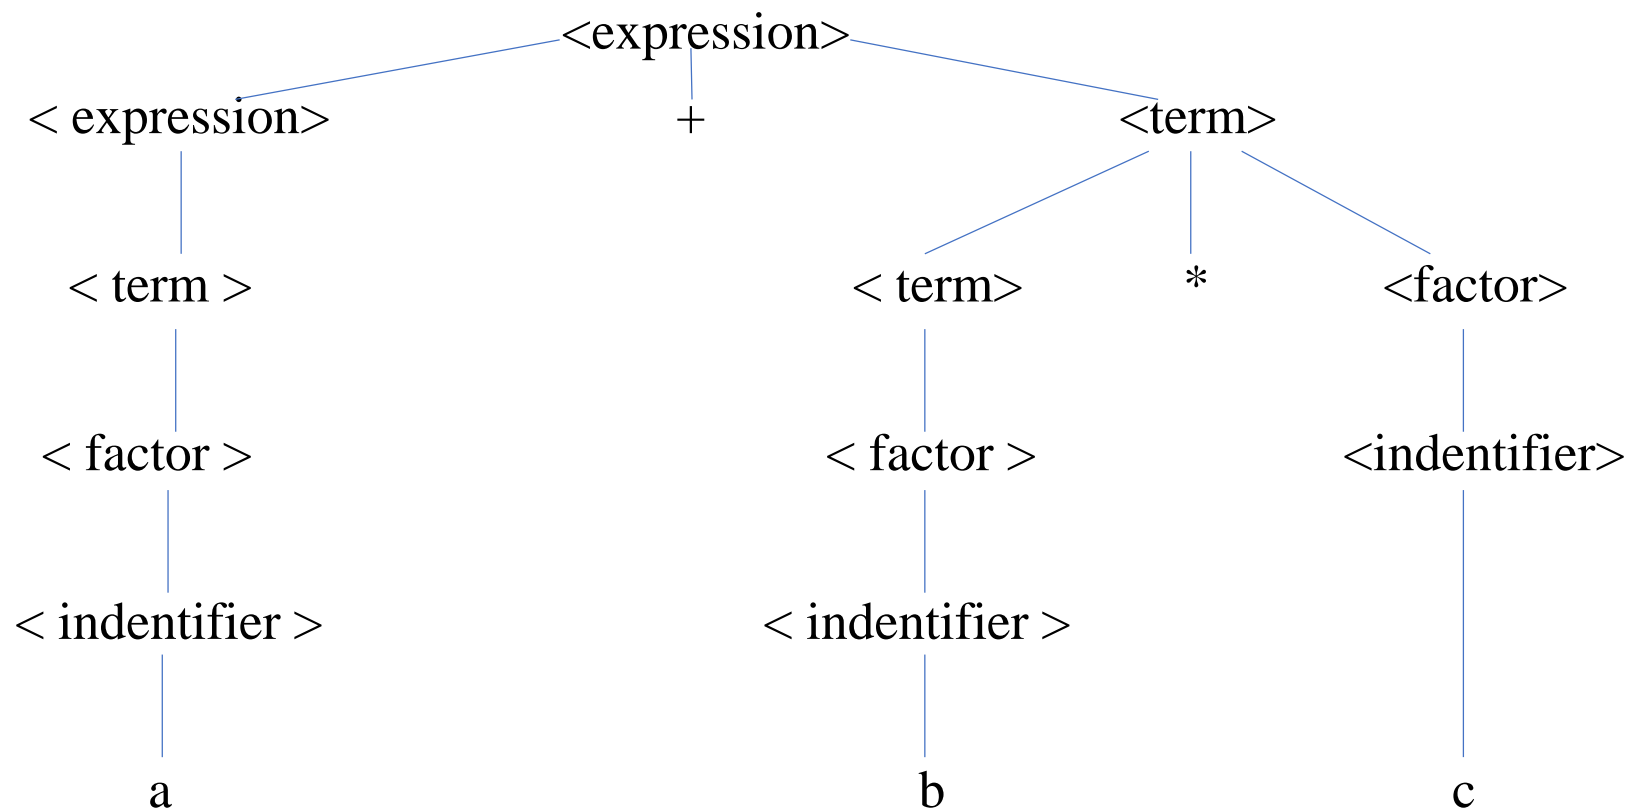 <expression>
< expression> + <term>
< term > < term> * <factor>
< factor > < factor > <indentifier>
< indentifier > < indentifier >
a b c